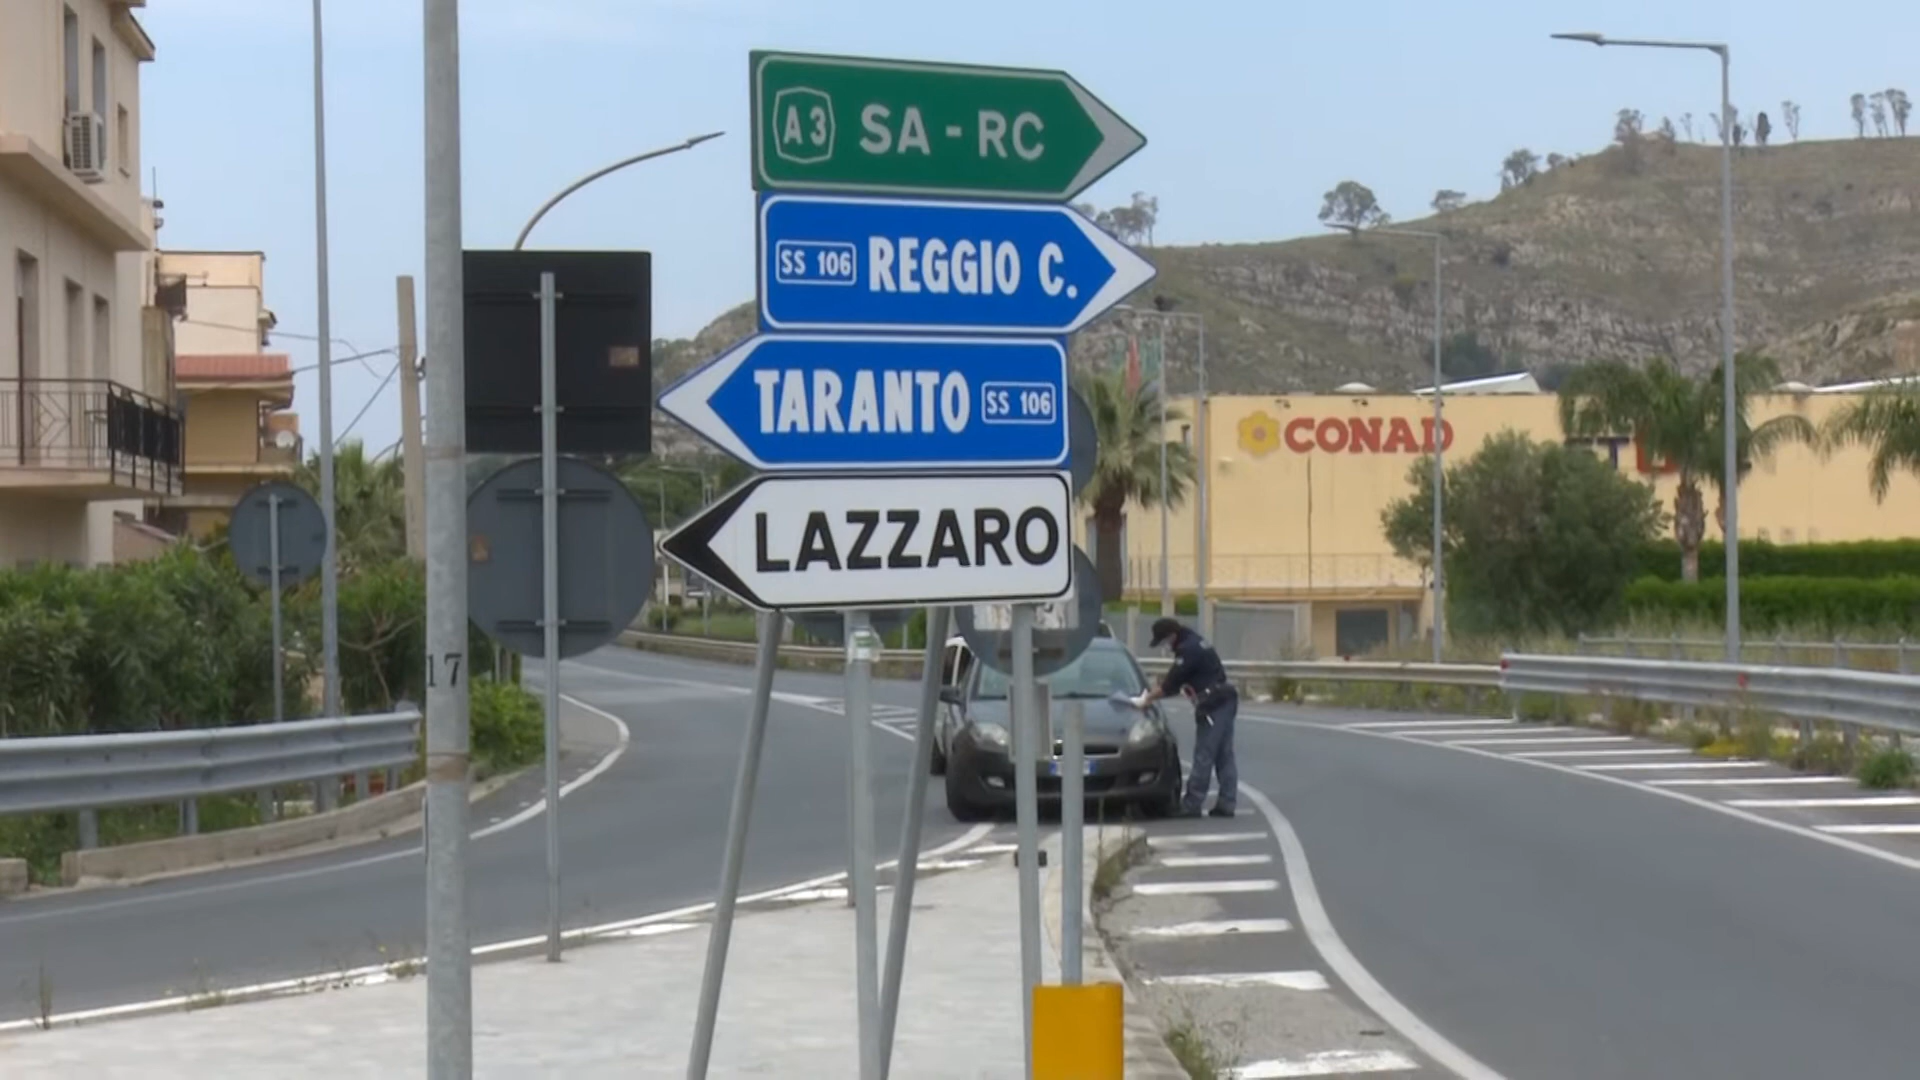 A3 SA - RC
SS 106 REGGIO C.
TARANTO SS 106
LAZZARO
CONAD
17